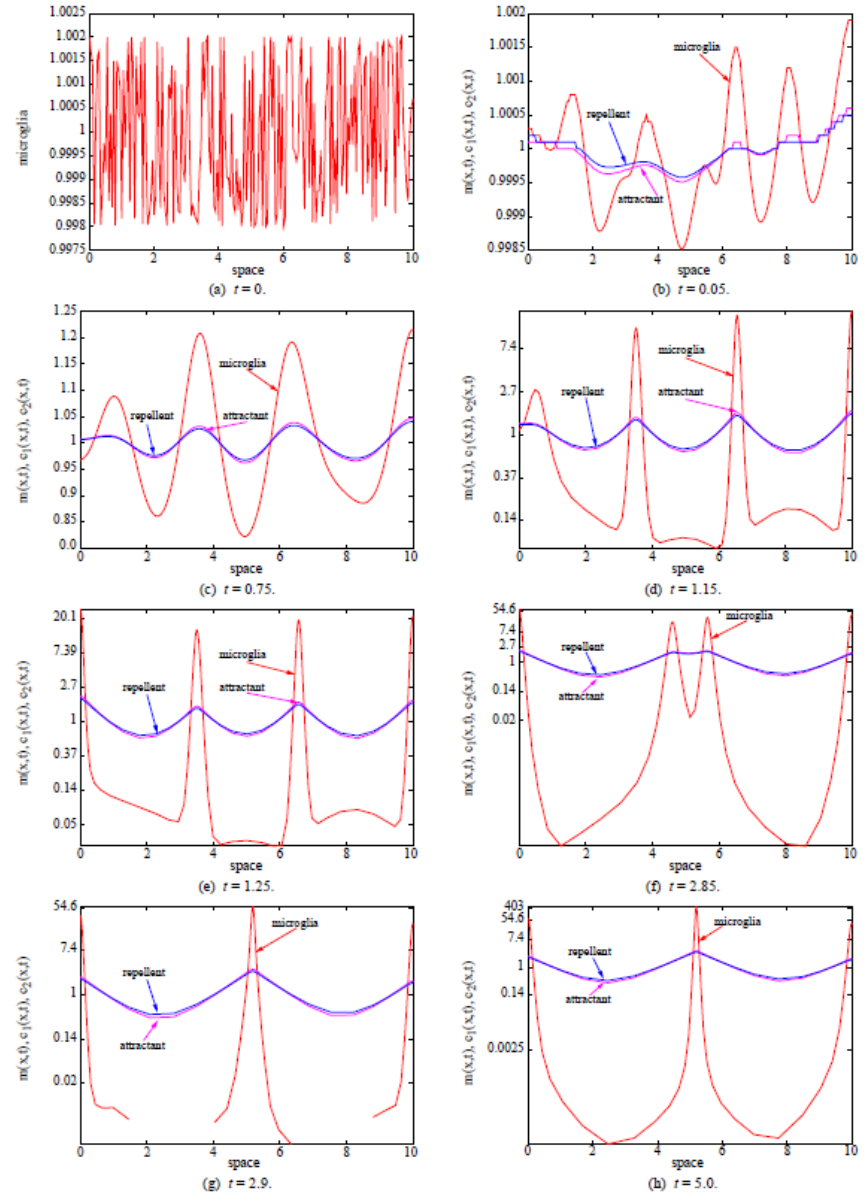 1.0025
1.002
1.0015
1.001
1.0005
1
0.9995
0.999
0.9985
0.998
0.9975
microglia
0 2 4 6 8 10
space
(a) t = 0.
1.002
1.0015
1.001
1.0005
1
0.9995
0.999
0.9985
m(x,t), c1(x,t), c2(x,t)
microglia
repellent
attractant
0 2 4 6 8 10
space
(b) t = 0.05.
1.25
1.2
1.15
1.1
1.05
1
0.95
0.9
0.85
0.0
m(x,t), c1(x,t), c2(x,t)
microglia
repellent
attractant
0 2 4 6 8 10
space
(c) t = 0.75.
7.4
2.7
1
0.37
0.14
m(x,t), c1(x,t), c2(x,t)
microglia
repellent
attractant
0 2 4 6 8 10
space
(d) t = 1.15.
20.1
7.39
2.7
1
0.37
0.14
0.05
m(x,t), c1(x,t), c2(x,t)
microglia
repellent
attractant
0 2 4 6 8 10
space
(e) t = 1.25.
54.6
7.4
2.7
1
0.14
0.02
m(x,t), c1(x,t), c2(x,t)
microglia
repellent
attractant
0 2 4 6 8 10
space
(f) t = 2.85.
54.6
7.4
1
0.14
0.02
m(x,t), c1(x,t), c2(x,t)
microglia
repellent
attractant
0 2 4 6 8 10
space
(g) t = 2.9.
403
54.6
7.4
1
0.14
0.0025
m(x,t), c1(x,t), c2(x,t)
microglia
repellent
attractant
0 2 4 6 8 10
space
(h) t = 5.0.